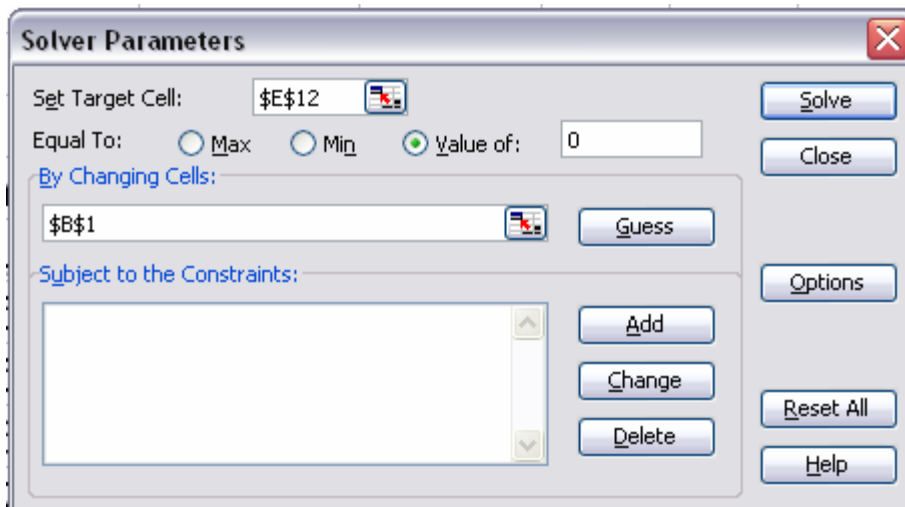 Solver Parameters
Set Target Cell: $E$12 Solve
Equal To: Max Min Value of: 0 Close
By Changing Cells:
$B$1 Guess
Subject to the Constraints: Options
Add
Change Reset All
Delete Help